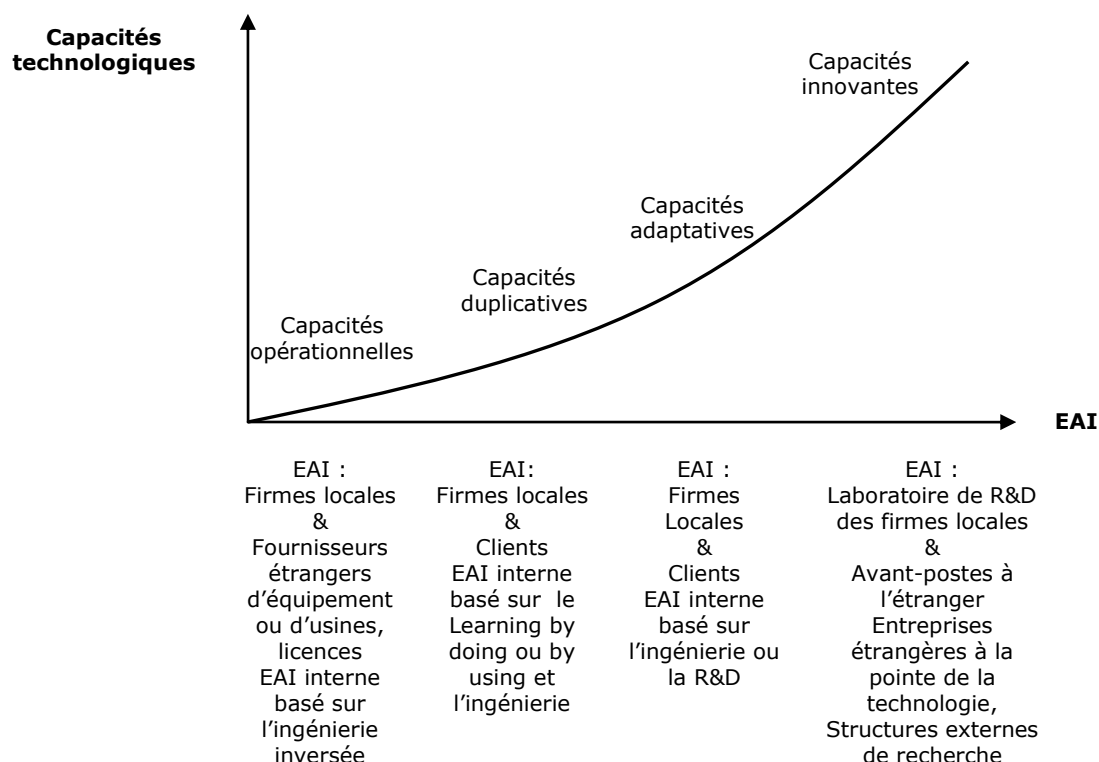 Capacités
technologiques
Capacités
innovantes
Capacités
adaptatives
Capacités
duplicatives
Capacités
opérationnelles
EAI
EAI :
Firmes locales
&
Fournisseurs
étrangers
d’équipement
ou d’usines,
licences
EAI interne
basé sur
l’ingénierie
inversée
EAI:
Firmes locales
&
Clients
EAI interne
basé sur  le
Learning by
doing ou by
using et
l’ingénierie
EAI :
Firmes
Locales
&
Clients
EAI interne
basé sur
l’ingénierie ou
la R&D
EAI :
Laboratoire de R&D
des firmes locales
&
Avant-postes à
l’étranger
Entreprises
étrangères à la
pointe de la
technologie,
Structures externes
de recherche